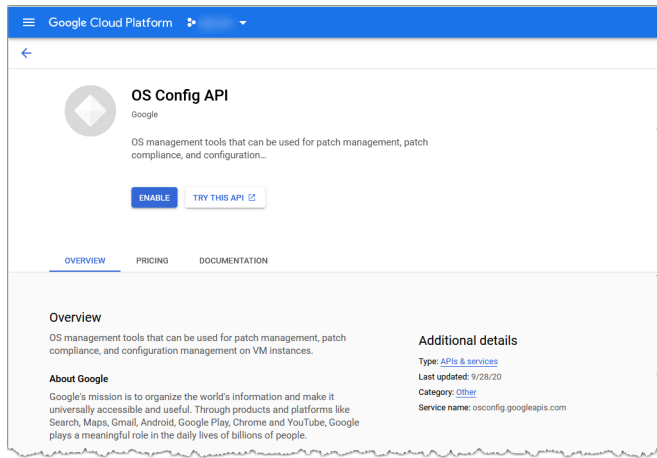 Google Cloud Platform
OS Config API
Google
OS management tools that can be used for patch management, patch
compliance, and configuration…
ENABLE
TRY THIS API
OVERVIEW PRICING DOCUMENTATION
Overview
OS management tools that can be used for patch management, patch
compliance, and configuration management on VM instances.
About Google
Google's mission is to organize the world's information and make it
universally accessible and useful. Through products and platforms like
Search, Maps, Gmail, Android, Google Play, Chrome and YouTube, Google
plays a meaningful role in the daily lives of billions of people.
Additional details
Type: APIs & services
Last updated: 9/28/20
Category: Other
Service name: osconfig.googleapis.com